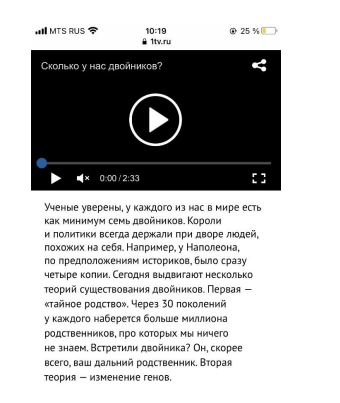 MTS RUS
10:19
25 %
1tv.ru
Сколько у нас двойников?
0:00 / 2:33
Ученые уверены, у каждого из нас в мире есть
как минимум семь двойников. Короли
и политики всегда держали при дворе людей,
похожих на себя. Например, у Наполеона,
по предположениям историков, было сразу
четыре копии. Сегодня выдвигают несколько
теорий существования двойников. Первая —
«тайное родство». Через 30 поколений
у каждого наберется больше миллиона
родственников, про которых мы ничего
не знаем. Встретили двойника? Он, скорее
всего, ваш дальний родственник. Вторая
теория — изменение генов.